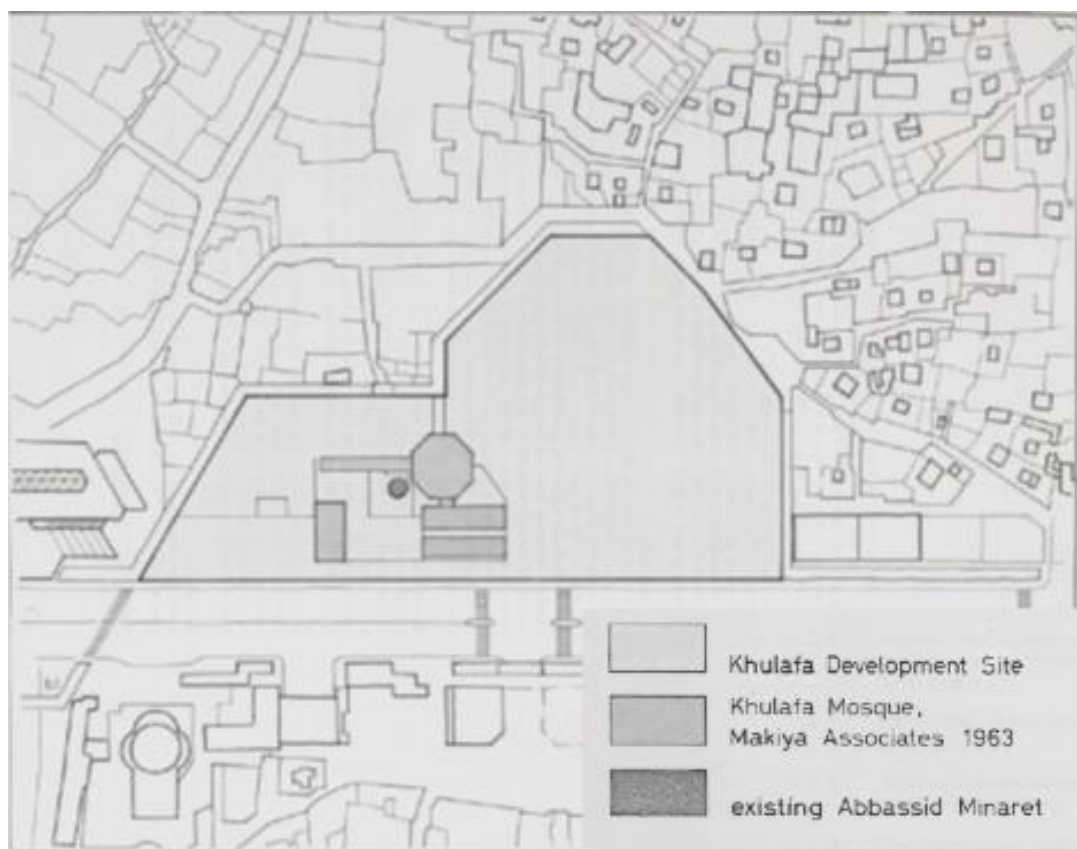 Khulafa Development Site
Khulafa Mosque,
Makiya Associates 1963
existing Abbassid Minaret